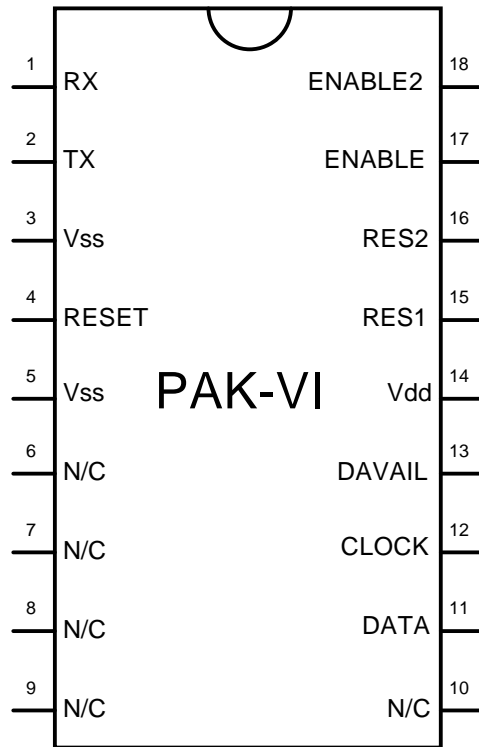 1 RX ENABLE2 18
2 TX ENABLE 17
3 Vss RES2 16
4 RESET RES1 15
5 Vss PAK-VI Vdd 14
6 N/C DAVAIL 13
7 N/C CLOCK 12
8 N/C DATA 11
9 N/C N/C 10